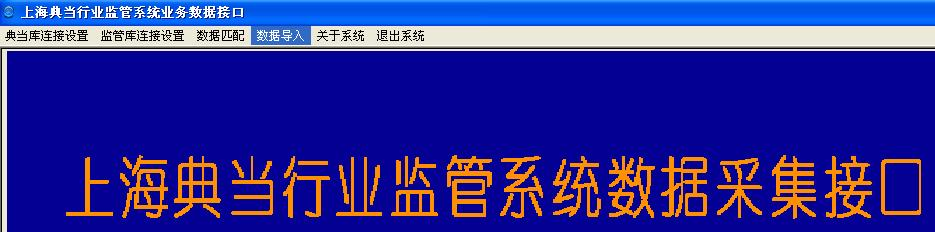 上海典当行业监管系统业务数据接口
典当库连接设置 监管库连接设置 数据匹配 数据导入 关于系统 退出系统
上海典当行业监管系统数据采集接口